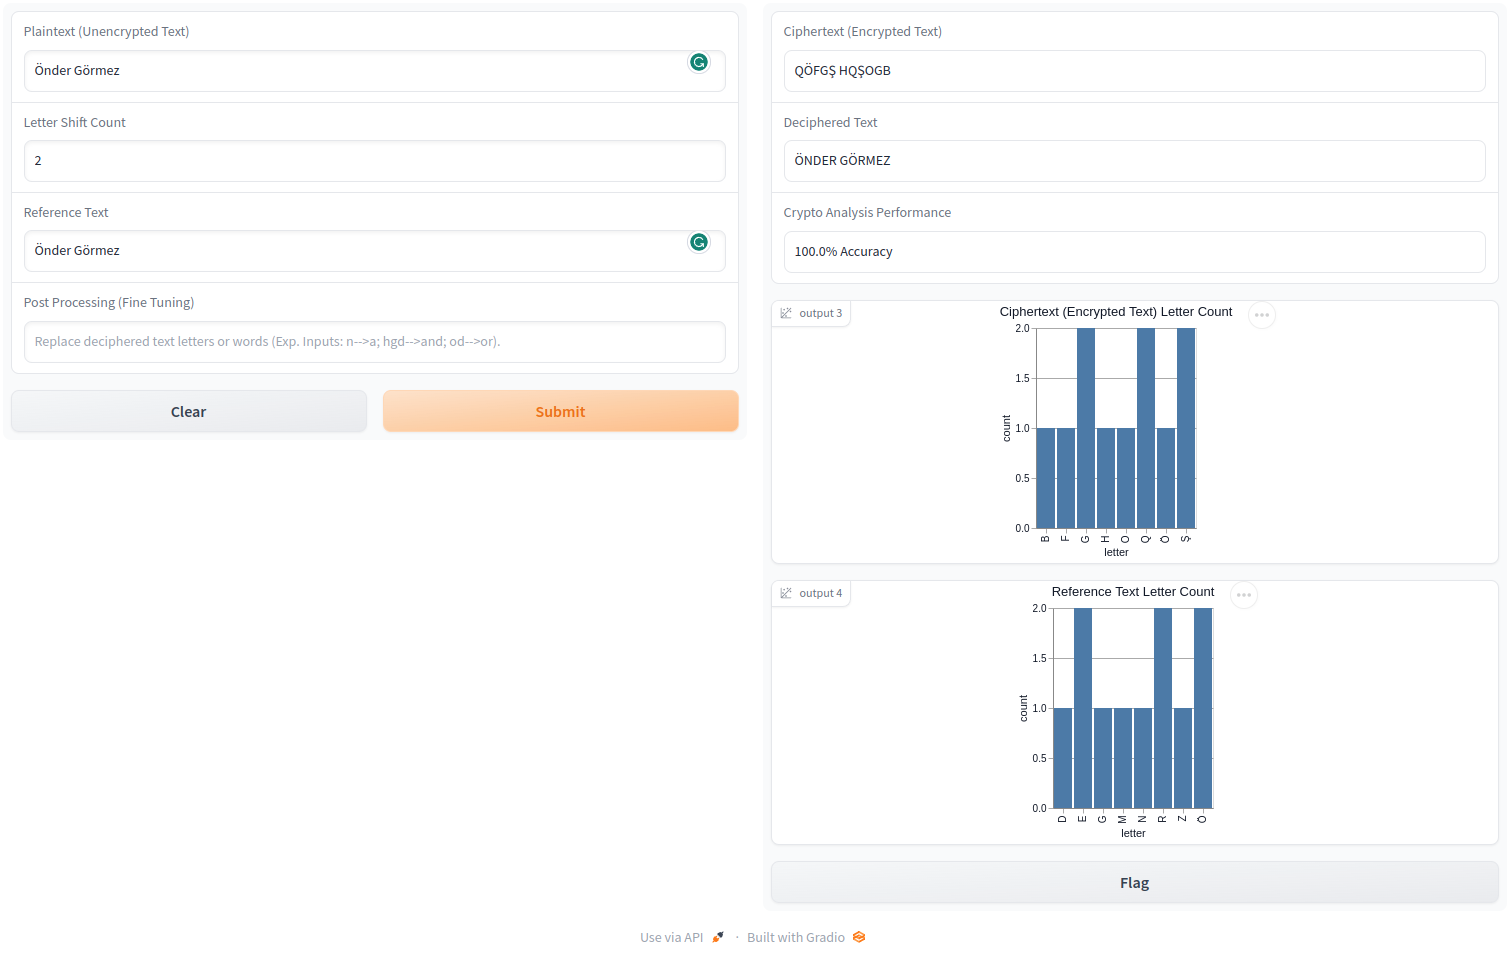 Plaintext (Unencrypted Text)
Önder Görmez
Letter Shift Count
2
Reference Text
Önder Görmez
Post Processing (Fine Tuning)
Replace deciphered text letters or words (Exp. Inputs: n-->a; hgd-->and; od-->or).
Clear
Submit
Ciphertext (Encrypted Text)
QÖFGŞ HQŞOGB
Deciphered Text
ÖNDER GÖRMEZ
Crypto Analysis Performance
100.0% Accuracy
output 3
Ciphertext (Encrypted Text) Letter Count
2.0
1.5
1.0
0.5
0.0
count
B F G H O Q Ö Ş
letter
output 4
Reference Text Letter Count
2.0
1.5
1.0
0.5
0.0
count
D E G M N R Z Ö
letter
Flag
Use via API · Built with Gradio